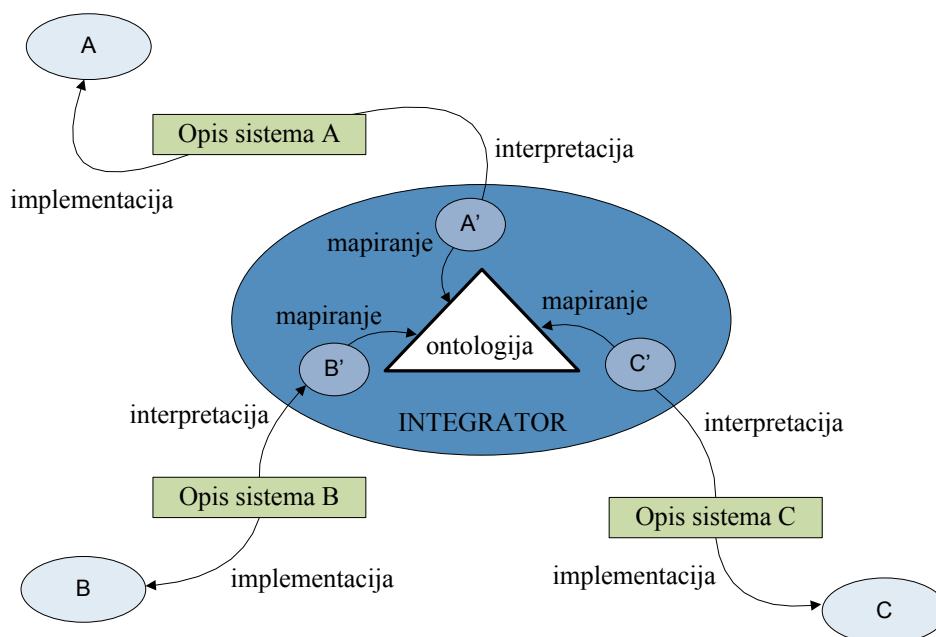 A
Opis sistema A
interpretacija
implementacija
A'
mapiranje
mapiranje
mapiranje
ontologija
B'
C'
interpretacija
INTEGRATOR
interpretacija
Opis sistema B
Opis sistema C
implementacija
implementacija
B
C